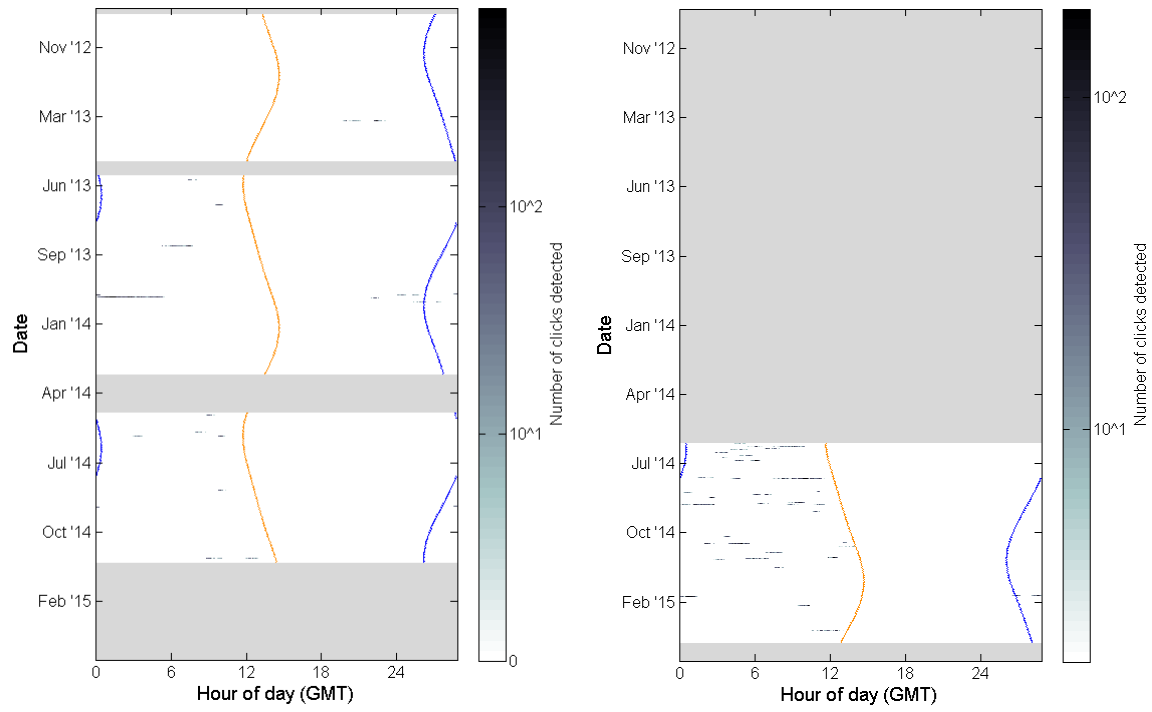 Nov '12
Mar '13
Jun '13
Sep '13
Jan '14
Apr '14
Jul '14
Oct '14
Feb '15
Date
0
6
12
18
24
Hour of day (GMT)
10^2
10^1
0
Number of clicks detected
Nov '12
Mar '13
Jun '13
Sep '13
Jan '14
Apr '14
Jul '14
Oct '14
Feb '15
Date
0
6
12
18
24
Hour of day (GMT)
10^2
10^1
Number of clicks detected